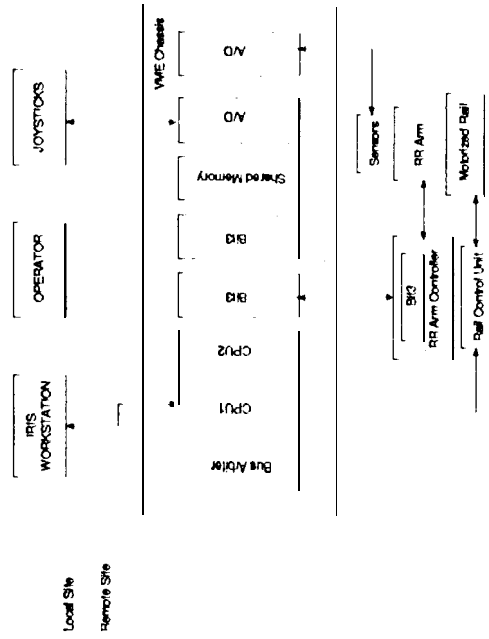 IRIS
WORKSTATION
OPERATOR
JOYSTICKS
Local Site
Remote Site
VME Chassis
Bus Arbiter
CPU1
CPU2
Bit3
Bit3
Shared Memory
A/D
A/D
Bit3
RR Arm Controller
Rail Control Unit
Sensors
RR Arm
Motorized Rail